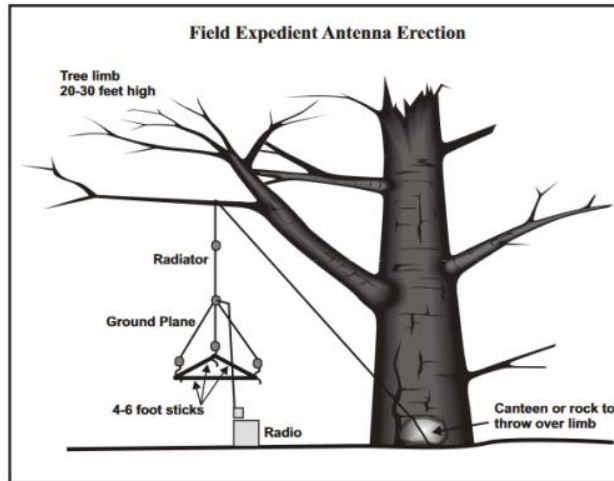 Field Expedient Antenna Erection
Tree limb
20-30 feet high
Radiator
Ground Plane
4-6 foot sticks
Radio
Canteen or rock to
throw over limb